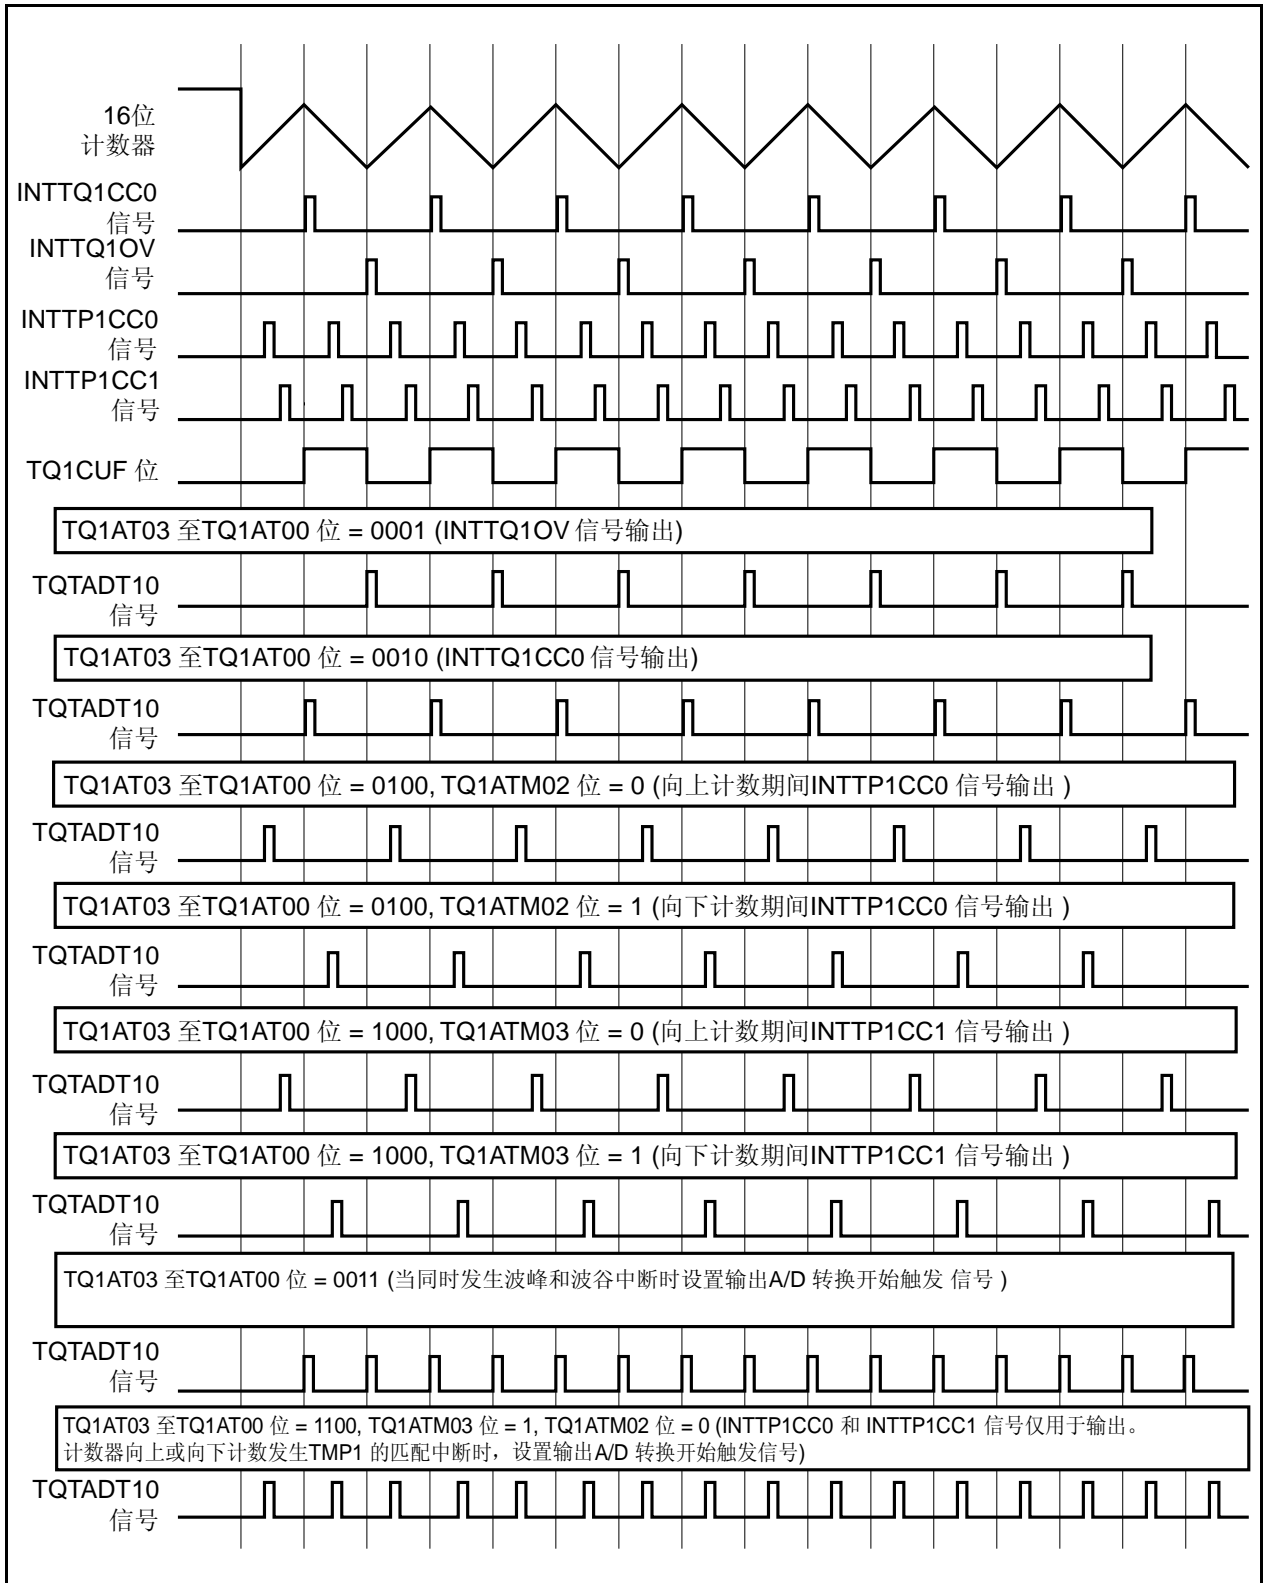 16位
计数器
INTTQ1CC0
信号
INTTQ1OV
信号
INTTP1CC0
信号
INTTP1CC1
信号
TQ1CUF 位
TQ1AT03 至TQ1AT00 位 = 0001 (INTTQ1OV 信号输出)
TQTADT10
信号
TQ1AT03 至TQ1AT00 位 = 0010 (INTTQ1CC0 信号输出)
TQTADT10
信号
TQ1AT03 至TQ1AT00 位 = 0100, TQ1ATM02 位 = 0 (向上计数期间INTTP1CC0 信号输出 )
TQTADT10
信号
TQ1AT03 至TQ1AT00 位 = 0100, TQ1ATM02 位 = 1 (向下计数期间INTTP1CC0 信号输出 )
TQTADT10
信号
TQ1AT03 至TQ1AT00 位 = 1000, TQ1ATM03 位 = 0 (向上计数期间INTTP1CC1 信号输出 )
TQTADT10
信号
TQ1AT03 至TQ1AT00 位 = 1000, TQ1ATM03 位 = 1 (向下计数期间INTTP1CC1 信号输出 )
TQTADT10
信号
TQ1AT03 至TQ1AT00 位 = 0011 (当同时发生波峰和波谷中断时设置输出A/D 转换开始触发 信号 )
TQTADT10
信号
TQ1AT03 至TQ1AT00 位 = 1100, TQ1ATM03 位 = 1, TQ1ATM02 位 = 0 (INTTP1CC0 和 INTTP1CC1 信号仅用于输出。
计数器向上或向下计数发生TMP1 的匹配中断时，设置输出A/D 转换开始触发信号)
TQTADT10
信号